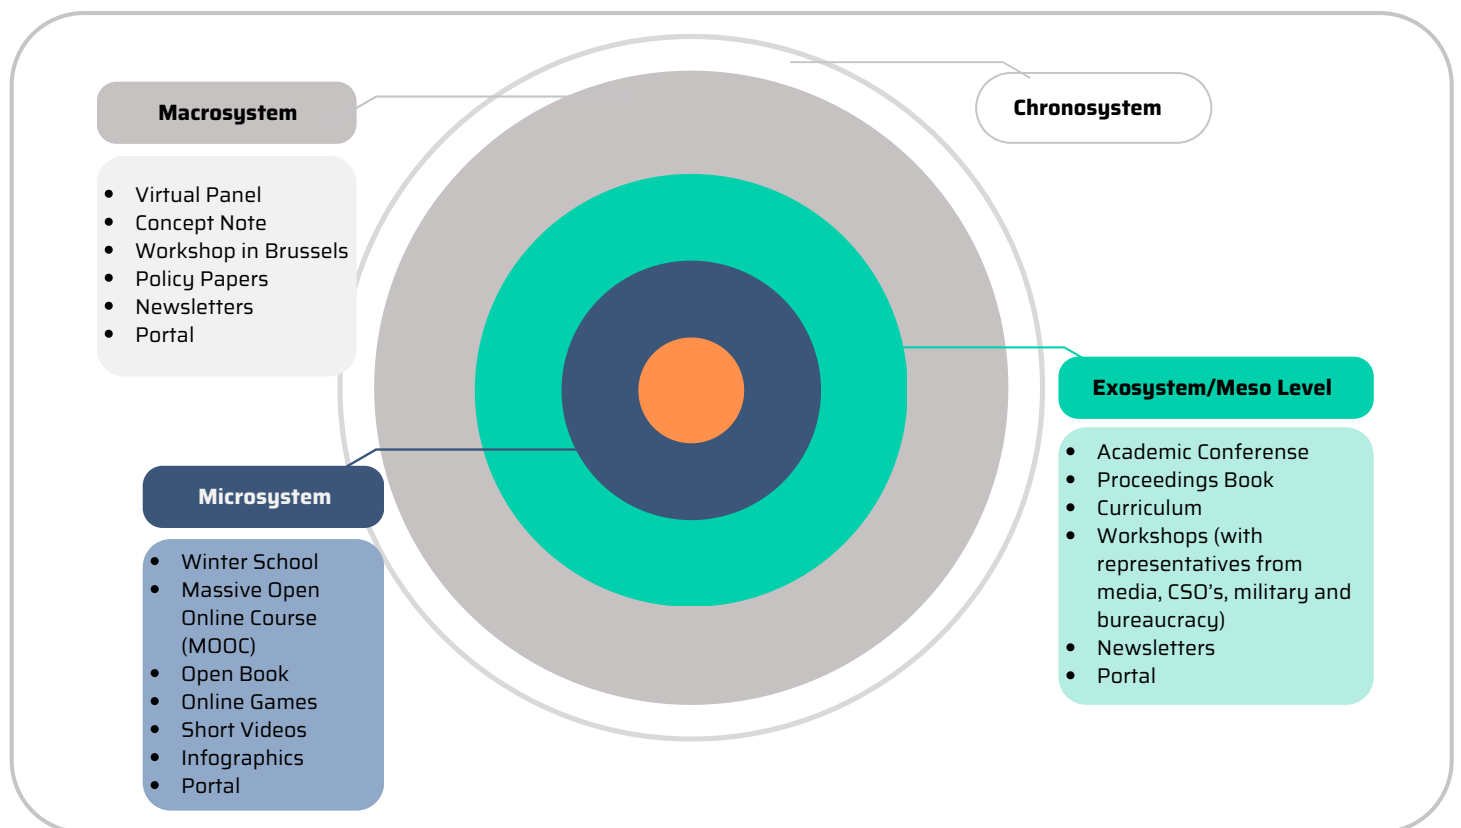 Macrosystem
• Virtual Panel
• Concept Note
• Workshop in Brussels
• Policy Papers
• Newsletters
• Portal
Chronosystem
Microsystem
• Winter School
• Massive Open
Online Course
(MOOC)
• Open Book
• Online Games
• Short Videos
• Infographics
• Portal
Exosystem/Meso Level
• Academic Conferense
• Proceedings Book
• Curriculum
• Workshops (with
representatives from
media, CSO's, military and
bureaucracy)
• Newsletters
• Portal